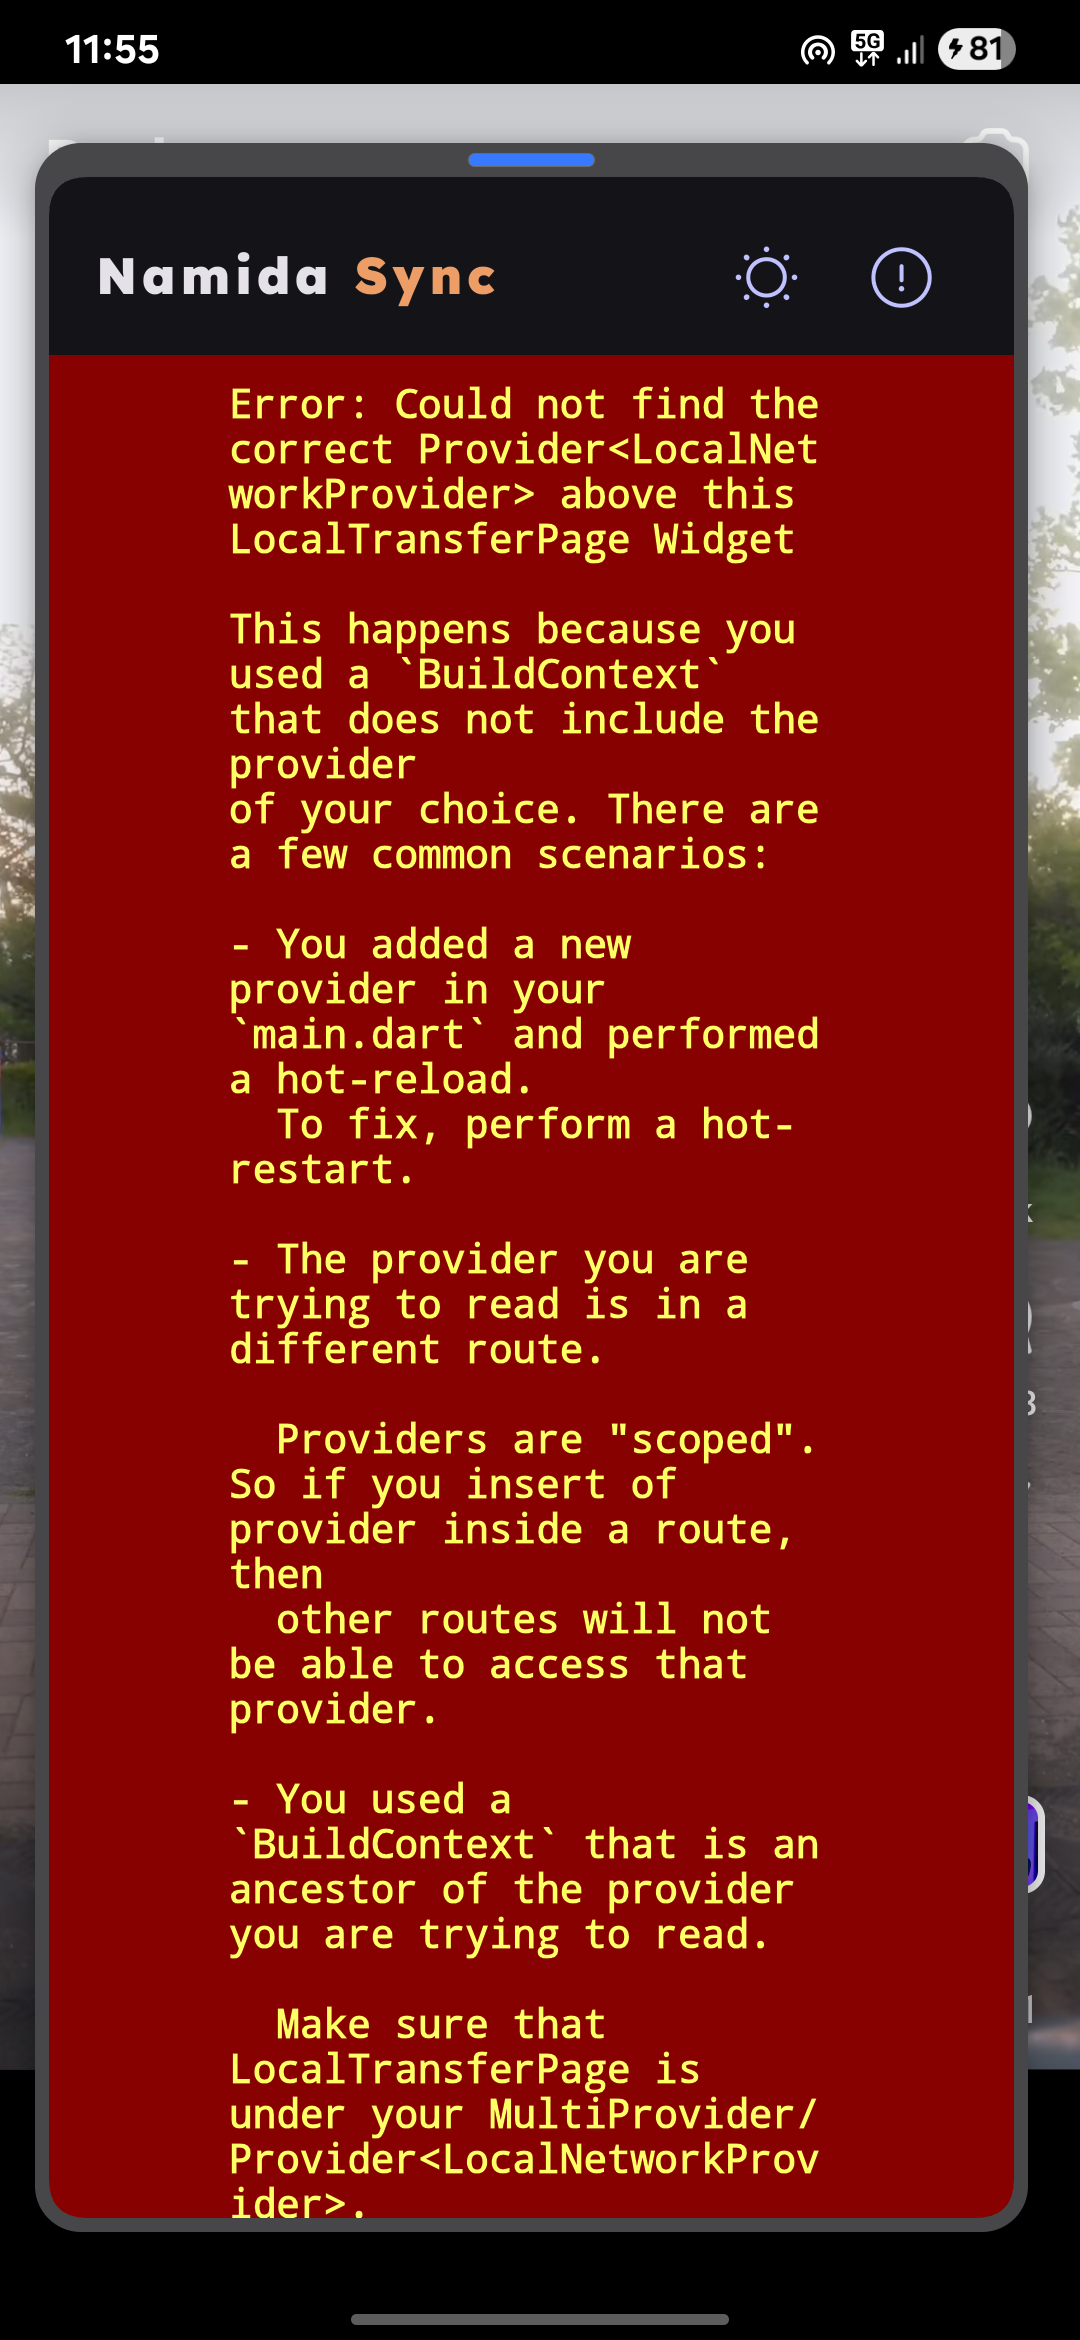 11:55
5G
81
Namida Sync
Error: Could not find the
correct Provider<LocalNet
workProvider> above this
LocalTransferPage Widget
This happens because you
used a `BuildContext`
that does not include the
provider
of your choice. There are
a few common scenarios:
- You added a new
provider in your
`main.dart` and performed
a hot-reload.
To fix, perform a hot-
restart.
- The provider you are
trying to read is in a
different route.
Providers are "scoped".
So if you insert of
provider inside a route,
then
other routes will not
be able to access that
provider.
- You used a
`BuildContext` that is an
ancestor of the provider
you are trying to read.
Make sure that
LocalTransferPage is
under your MultiProvider/
Provider<LocalNetworkProv
ider>.